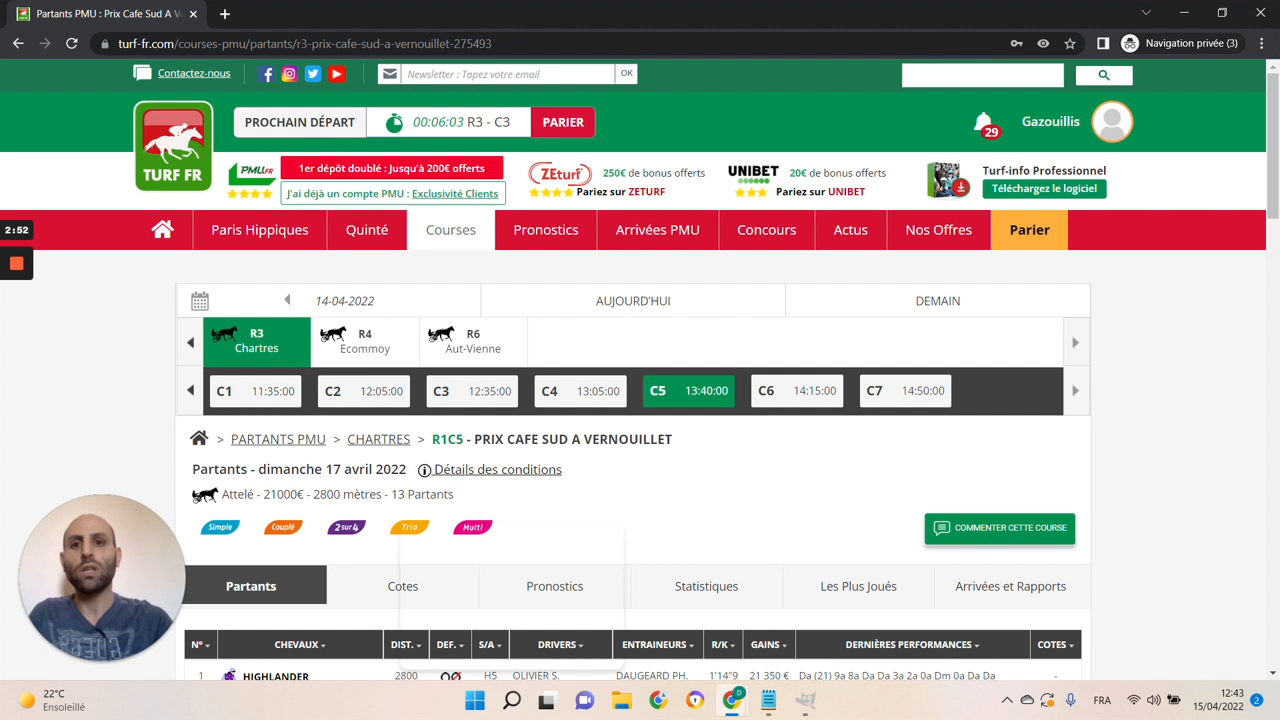 Partants PMU : Prix Cafe Sud A V
turf-fr.com/courses-pmu/partants/r3-prix-cafe-sud-a-vernouillet-275493
Navigation privée (3)
Contactez-nous
Newsletter : Tapez votre email
OK
TURF FR
PROCHAIN DÉPART
00:06:03 R3 - C3
PARIER
29
Gazouillis
PMU.FR
1er dépôt doublé : Jusqu'à 200€ offerts
J'ai déjà un compte PMU : Exclusivité Clients
ZEturf
250€ de bonus offerts
Pariez sur ZETURF
UNIBET
20€ de bonus offerts
Pariez sur UNIBET
Turf-info Professionnel
Téléchargez le logiciel
2:52
Paris Hippiques
Quinté
Courses
Pronostics
Arrivées PMU
Concours
Actus
Nos Offres
Parier
14-04-2022
AUJOURD'HUI
DEMAIN
R3
Chartres
R4
Ecommoy
R6
Aut-Vienne
C1 11:35:00
C2 12:05:00
C3 12:35:00
C4 13:05:00
C5 13:40:00
C6 14:15:00
C7 14:50:00
> PARTANTS PMU > CHARTRES > R1C5 - PRIX CAFE SUD A VERNOUILLET
Partants - dimanche 17 avril 2022
Détails des conditions
Attelé - 21000€ - 2800 mètres - 13 Partants
Simple
Couplé
2sur4
Trio
Multi
COMMENTER CETTE COURSE
Partants
Cotes
Pronostics
Statistiques
Les Plus Joués
Arrivées et Rapports
N° CHEVAUX DIST. DEF. S/A DRIVERS ENTRAINEURS R/K GAINS DERNIÈRES PERFORMANCES COTES
1 HIGHLANDER 2800 H5 OLIVIER S. DAUGEARD PH. 1'14"9 21 350 € Da (21) 9a 8a Da Da 3a 2a 0a Dm 0a Da Da -
22°C
Ensoleillé
D
FRA
12:43
15/04/2022
2